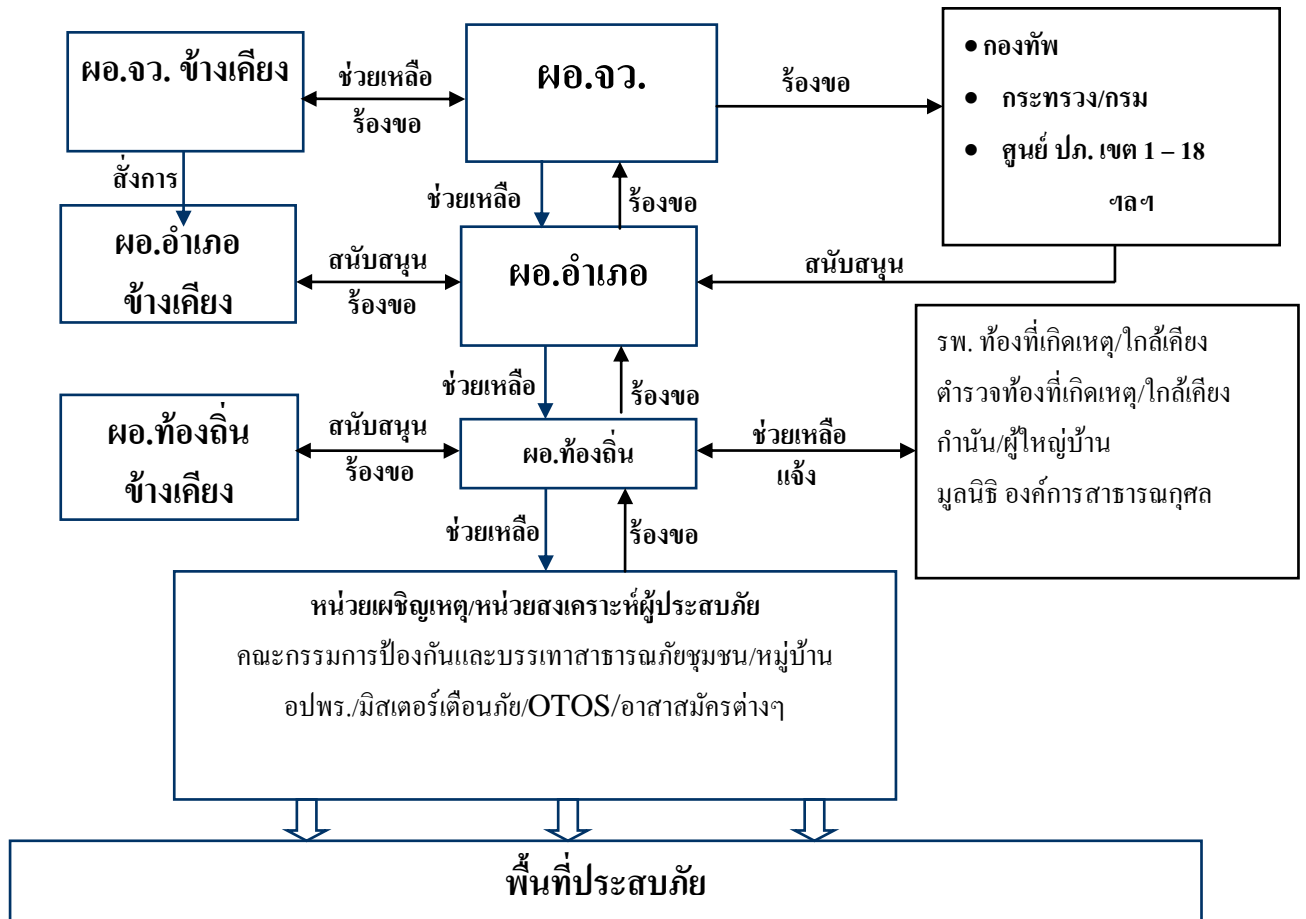 ผอ.จว. ข้างเคียง
ช่วยเหลือ
ร้องขอ
ผอ.จว.
ร้องขอ
● กองทัพ
● กระทรวง/กรม
● ศูนย์ ปภ. เขต 1 – 18
ฯลฯ
สั่งการ
ช่วยเหลือ
ร้องขอ
ผอ.อำเภอ
ข้างเคียง
สนับสนุน
ร้องขอ
ผอ.อำเภอ
สนับสนุน
ช่วยเหลือ
ร้องขอ
รพ. ท้องที่เกิดเหตุ/ใกล้เคียง
ตำรวจท้องที่เกิดเหตุ/ใกล้เคียง
กำนัน/ผู้ใหญ่บ้าน
มูลนิธิ องค์การสาธารณกุศล
ผอ.ท้องถิ่น
ข้างเคียง
สนับสนุน
ร้องขอ
ผอ.ท้องถิ่น
ช่วยเหลือ
แจ้ง
ช่วยเหลือ
ร้องขอ
หน่วยเผชิญเหตุ/หน่วยสงเคราะห์ผู้ประสบภัย
คณะกรรมการป้องกันและบรรเทาสาธารณภัยชุมชน/หมู่บ้าน
อปพร./มิสเตอร์เตือนภัย/OTOS/อาสาสมัครต่างๆ
พื้นที่ประสบภัย